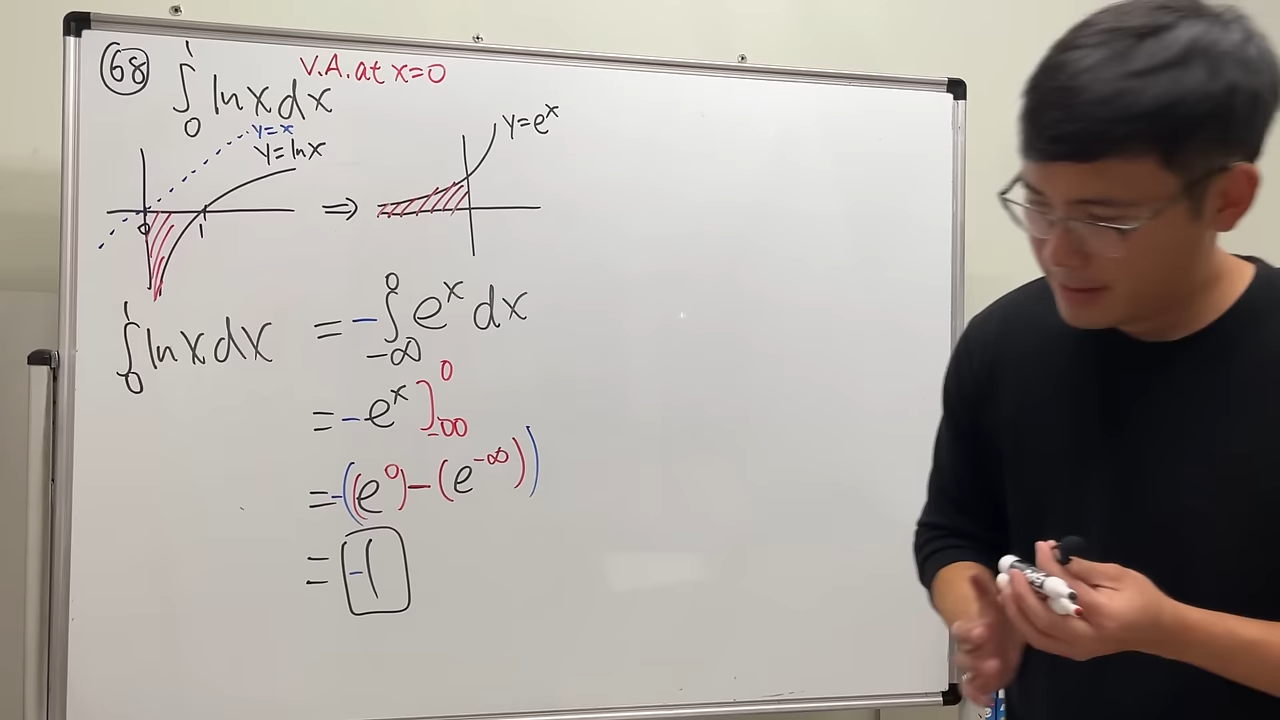 68 ∫₀¹ ln x dx V.A. at x=0
y=x
y=ln x
y=eˣ
⇒
0 1
∫₀¹ ln x dx = -∫₋∞⁰ eˣ dx
= -eˣ ]₋∞⁰
= -((e⁰)-(e^-∞))
= -1